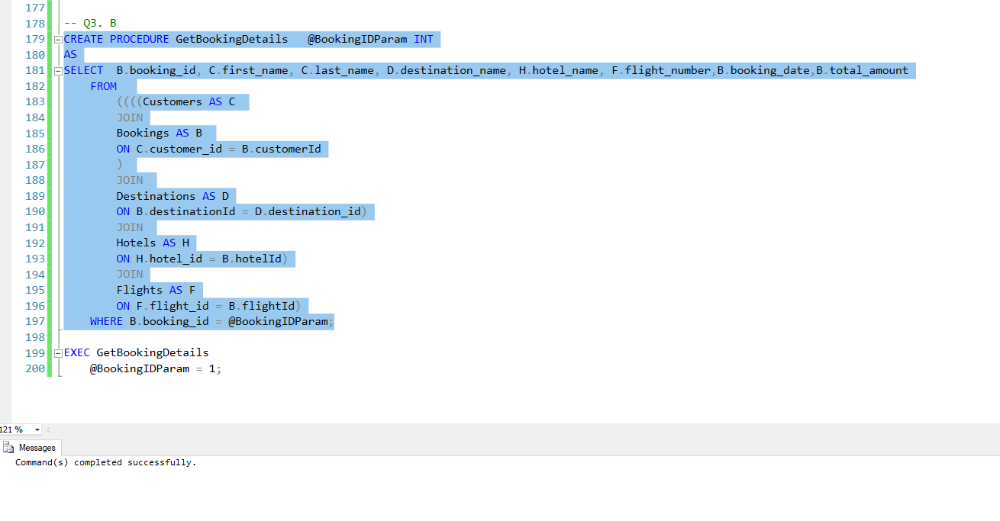 177
178 -- Q3. B
179 CREATE PROCEDURE GetBookingDetails   @BookingIDParam INT
180 AS
181 SELECT  B.booking_id, C.first_name, C.last_name, D.destination_name, H.hotel_name, F.flight_number,B.booking_date,B.total_amount
182     FROM
183         ((((Customers AS C
184         JOIN
185         Bookings AS B
186         ON C.customer_id = B.customerId
187         )
188         JOIN
189         Destinations AS D
190         ON B.destinationId = D.destination_id)
191         JOIN
192         Hotels AS H
193         ON H.hotel_id = B.hotelId)
194         JOIN
195         Flights AS F
196         ON F.flight_id = B.flightId)
197     WHERE B.booking_id = @BookingIDParam;
198
199 EXEC GetBookingDetails
200     @BookingIDParam = 1;
121 %
Messages
Command(s) completed successfully.